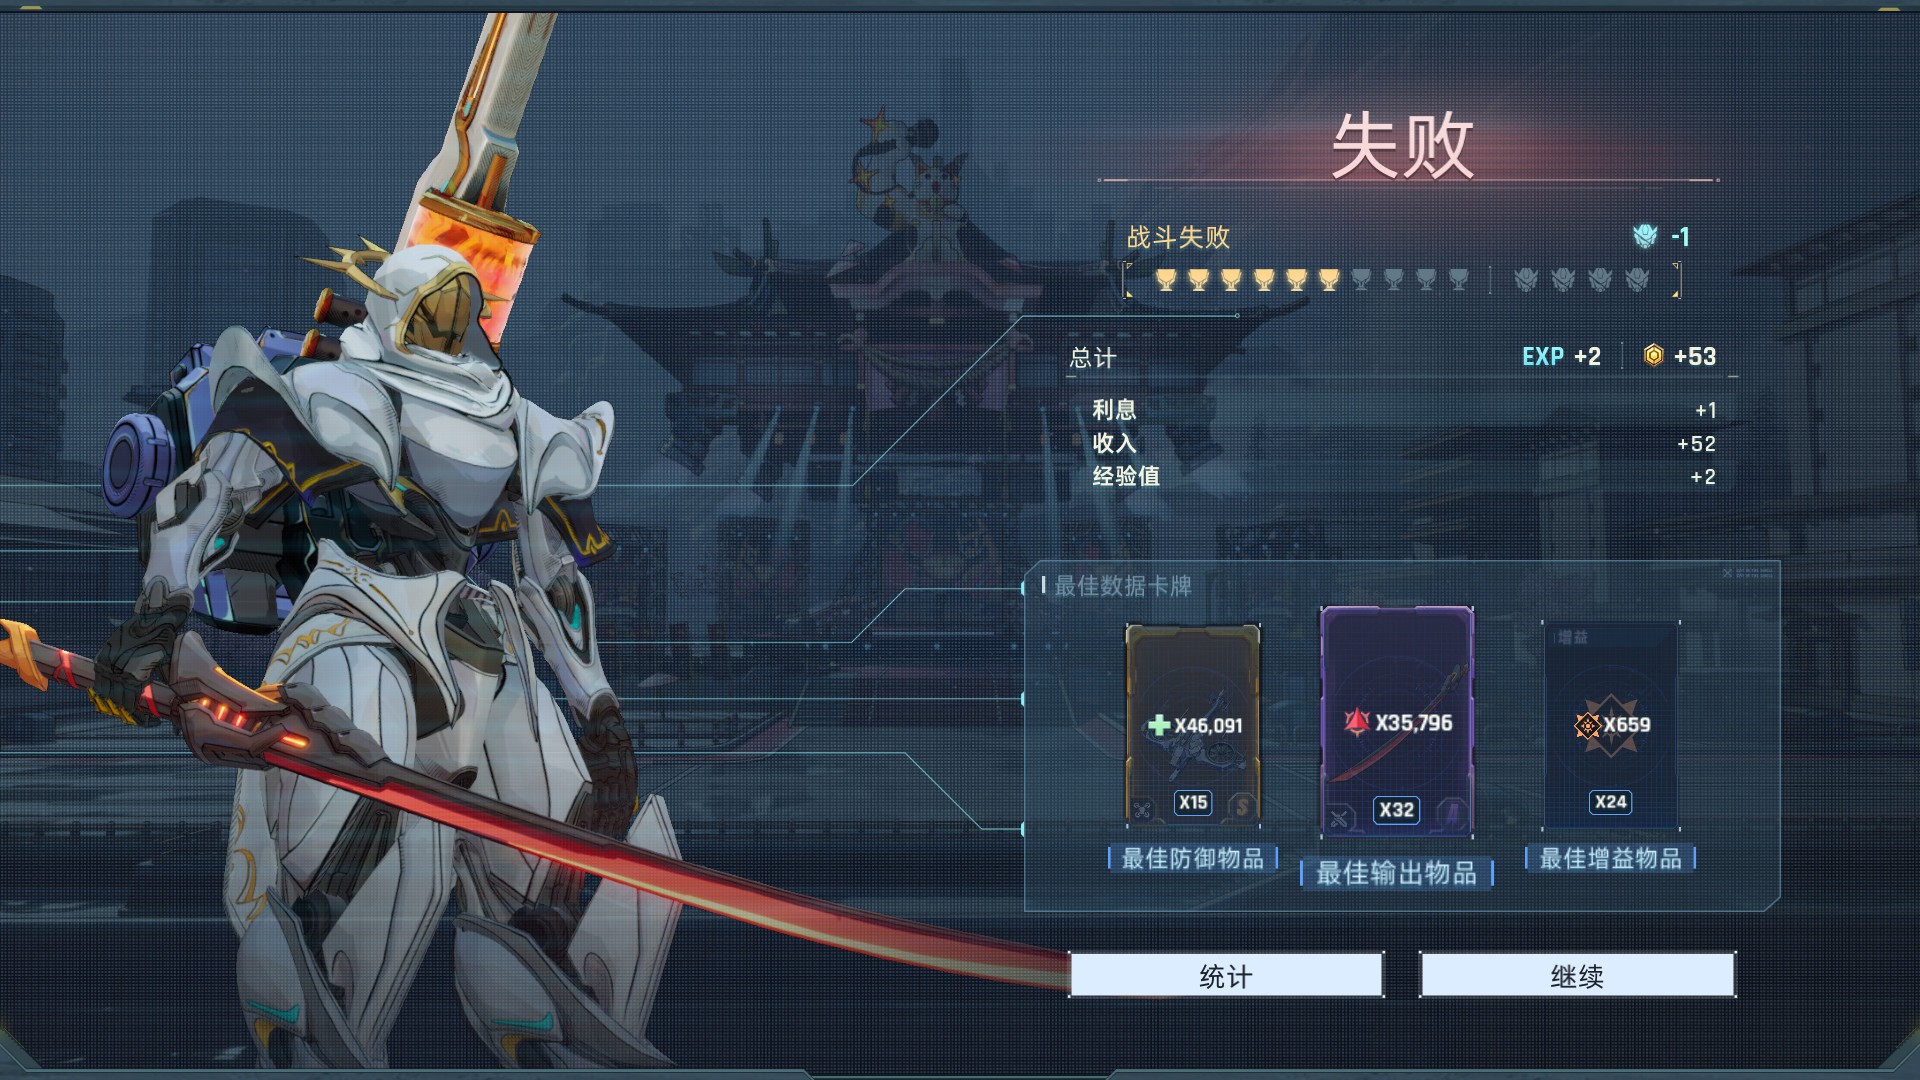 失败
战斗失败 -1
总计 EXP +2 +53
利息 +1
收入 +52
经验值 +2
最佳数据卡牌
增益
X46,091 X35,796 X659
X15 S X32 A X24
最佳防御物品 最佳输出物品 最佳增益物品
统计 继续